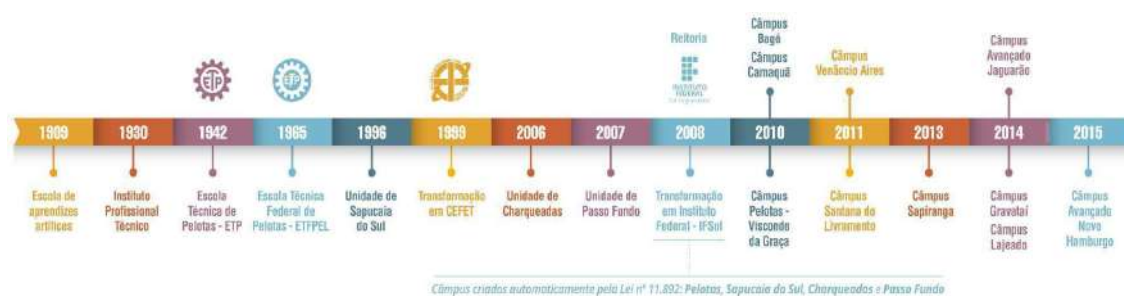 Câmpus
Bagé
Câmpus
Camaquã
Câmpus
Venâncio Aires
Câmpus
Avançado
Jaguarão
Reitoria
INSTITUTO
FEDERAL
ETP
1909
1930
1942
1965
1996
1999
2006
2007
2008
2010
2011
2013
2014
2015
Escola de
aprendizes
artífices
Instituto
Profissional
Técnico
Escola
Técnica de
Pelotas - ETP
Escola Técnica
Federal de
Pelotas - ETFPEL
Unidade de
Sapucaia
do Sul
Transformação
em CEFET
Unidade de
Charqueadas
Unidade de
Passo Fundo
Transformação
em Instituto
Federal - IFSul
Câmpus
Pelotas -
Visconde
da Graça
Câmpus
Santana do
Livramento
Câmpus
Sapiranga
Câmpus
Gravataí
Câmpus
Lajeado
Câmpus
Avançado
Novo
Hamburgo
Câmpus criados automaticamente pela Lei nº 11.892: Pelotas, Sapucaia do Sul, Charqueadas e Passo Fundo